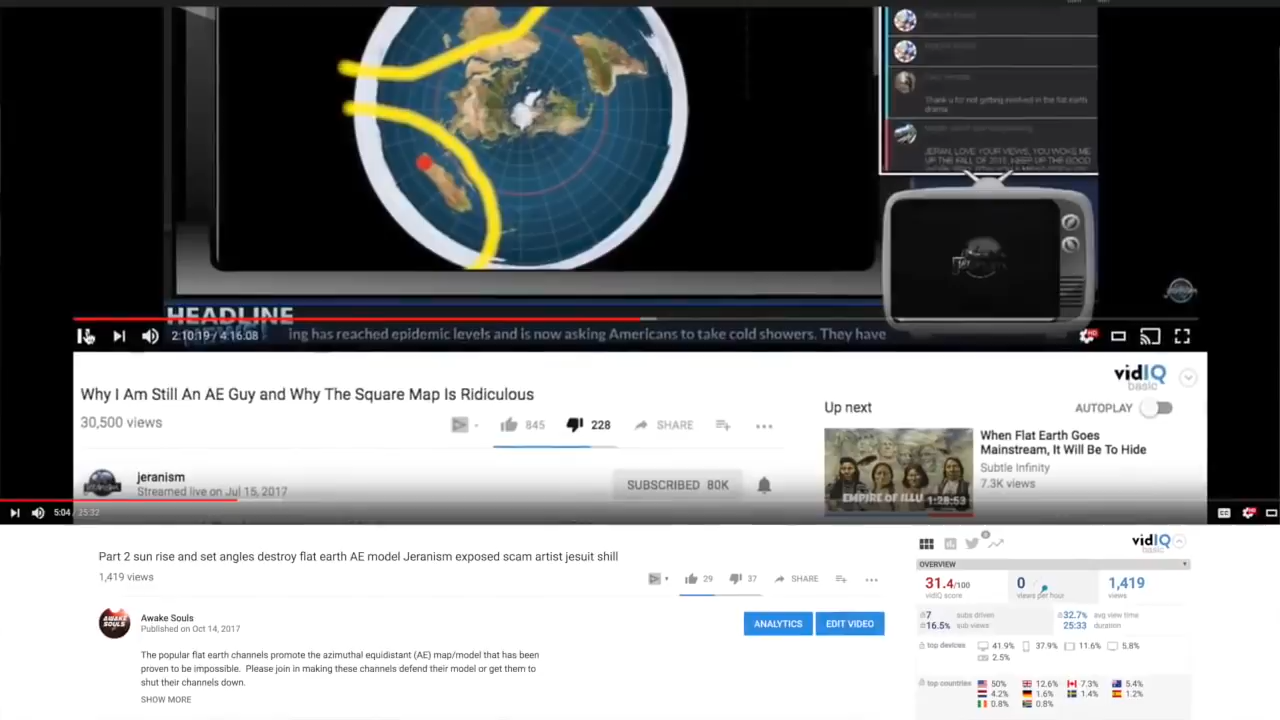 Thank u for not getting involved in the flat earth
drama
JERAN, LOVE YOUR VIEWS, YOU WOKE ME
UP THE FALL OF 2015, KEEP UP THE GOOD
HEADLINE
NEWS
ing has reached epidemic levels and is now asking Americans to take cold showers. They have
2:10:19 / 4:16:08
HD
vidIQ
basic
Why I Am Still An AE Guy and Why The Square Map Is Ridiculous
30,500 views
845
228
SHARE
Up next
AUTOPLAY
When Flat Earth Goes
Mainstream, It Will Be To Hide
Subtle Infinity
7.3K views
EMPIRE OF ILLU
1:28:53
jeranism
Streamed live on Jul 15, 2017
SUBSCRIBED 80K
5:04 / 25:32
CC
HD
Part 2 sun rise and set angles destroy flat earth AE model Jeranism exposed scam artist jesuit shill
1,419 views
29
37
SHARE
AWAKE
SOULS
Awake Souls
Published on Oct 14, 2017
ANALYTICS
EDIT VIDEO
The popular flat earth channels promote the azimuthal equidistant (AE) map/model that has been
proven to be impossible. Please join in making these channels defend their model or get them to
shut their channels down.
SHOW MORE
0
vidIQ
basic
OVERVIEW
31.4/100
vidIQ score
0
views per hour
1,419
views
7 subs driven
16.5% sub views
32.7% avg view time
25:33 duration
top devices 41.9% 37.9% 11.6% 5.8%
2.5%
top countries 50% 12.6% 7.3% 5.4%
4.2% 1.6% 1.4% 1.2%
0.8% 0.8%